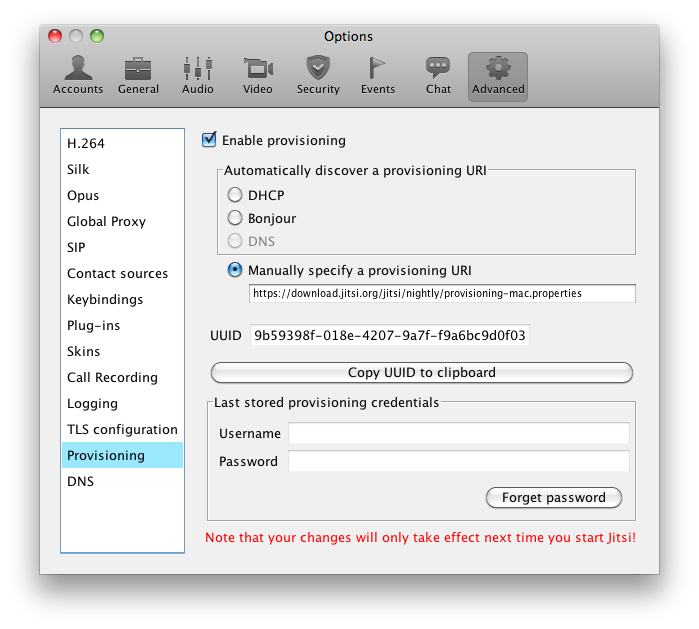 Options
Accounts General Audio Video Security Events Chat Advanced
H.264
Silk
Opus
Global Proxy
SIP
Contact sources
Keybindings
Plug-ins
Skins
Call Recording
Logging
TLS configuration
Provisioning
DNS
Enable provisioning
Automatically discover a provisioning URI
DHCP
Bonjour
DNS
Manually specify a provisioning URI
https://download.jitsi.org/jitsi/nightly/provisioning-mac.properties
UUID 9b59398f-018e-4207-9a7f-f9a6bc9d0f03
Copy UUID to clipboard
Last stored provisioning credentials
Username
Password
Forget password
Note that your changes will only take effect next time you start Jitsi!